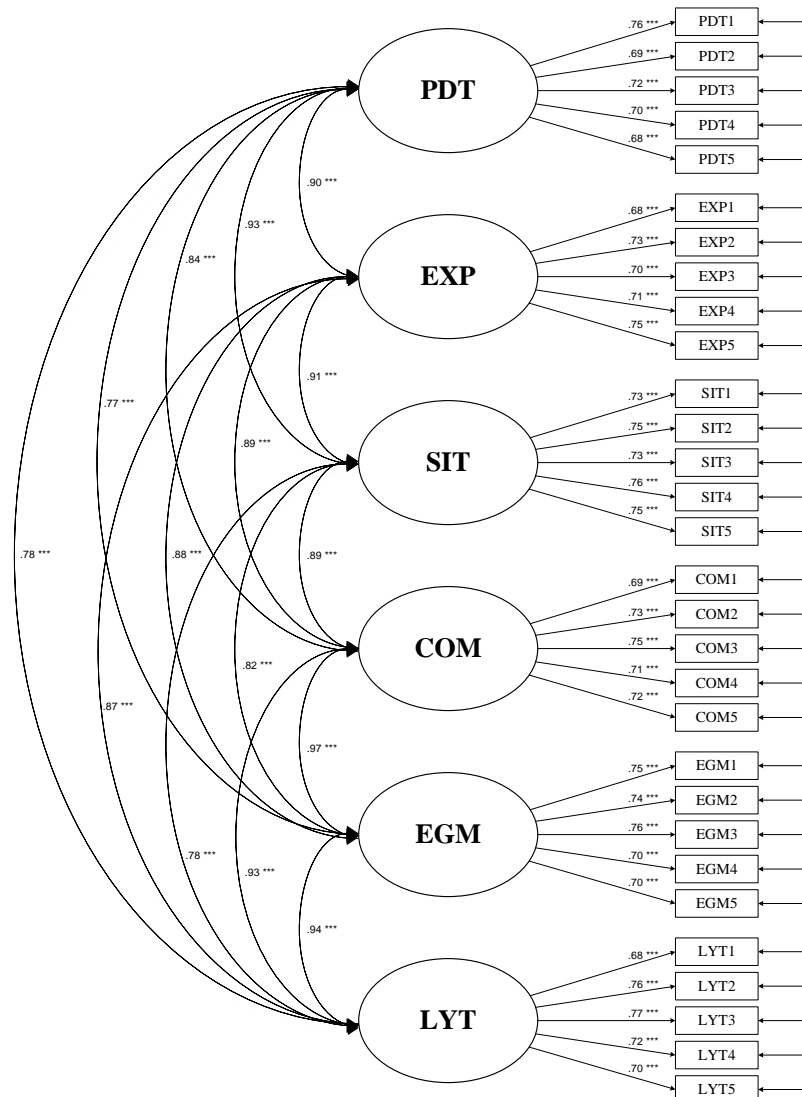 .76 ***
PDT1
.69 ***
PDT2
PDT
.72 ***
PDT3
.70 ***
PDT4
.68 ***
PDT5
.90 ***
.93 ***
.84 ***
.68 ***
EXP1
.73 ***
EXP2
EXP
.70 ***
EXP3
.71 ***
EXP4
.75 ***
EXP5
.91 ***
.77 ***
.89 ***
.73 ***
SIT1
.75 ***
SIT2
SIT
.73 ***
SIT3
.76 ***
SIT4
.75 ***
SIT5
.78 ***
.88 ***
.89 ***
.69 ***
COM1
.73 ***
COM2
COM
.75 ***
COM3
.71 ***
COM4
.72 ***
COM5
.82 ***
.87 ***
.97 ***
.75 ***
EGM1
.74 ***
EGM2
EGM
.76 ***
EGM3
.70 ***
EGM4
.70 ***
EGM5
.78 ***
.93 ***
.94 ***
.68 ***
LYT1
.76 ***
LYT2
LYT
.77 ***
LYT3
.72 ***
LYT4
.70 ***
LYT5